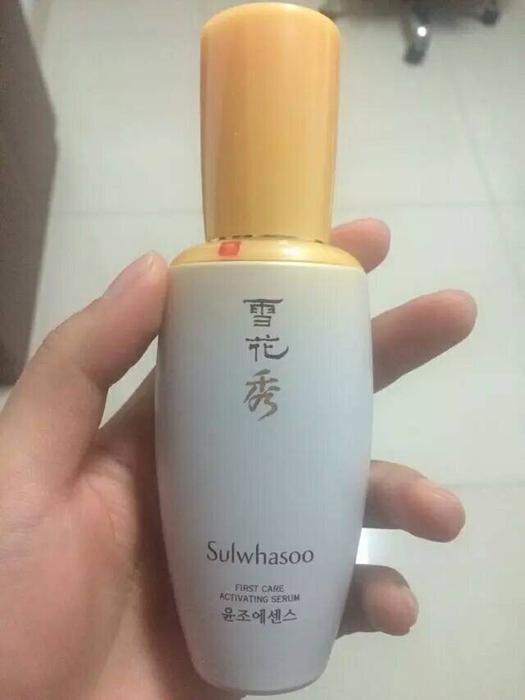 雪
花
秀
Sulwhasoo
FIRST CARE
ACTIVATING SERUM
윤조에센스